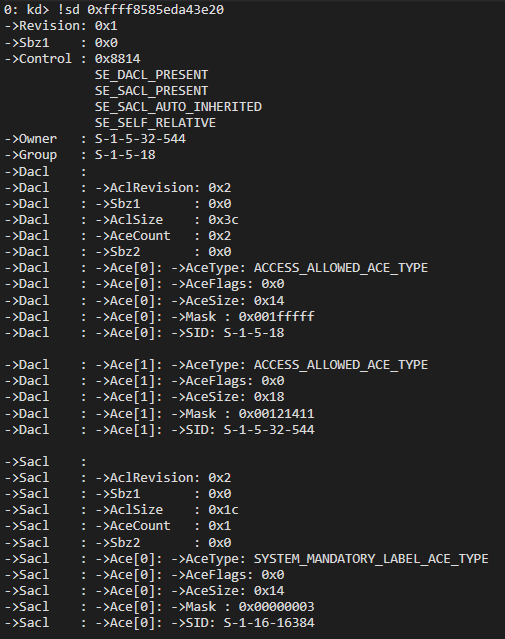 0: kd> !sd 0xffff8585eda43e20
->Revision: 0x1
->Sbz1    : 0x0
->Control : 0x8814
            SE_DACL_PRESENT
            SE_SACL_PRESENT
            SE_SACL_AUTO_INHERITED
            SE_SELF_RELATIVE
->Owner   : S-1-5-32-544
->Group   : S-1-5-18
->Dacl    :
->Dacl    : ->AclRevision: 0x2
->Dacl    : ->Sbz1       : 0x0
->Dacl    : ->AclSize    : 0x3c
->Dacl    : ->AceCount   : 0x2
->Dacl    : ->Sbz2       : 0x0
->Dacl    : ->Ace[0]: ->AceType: ACCESS_ALLOWED_ACE_TYPE
->Dacl    : ->Ace[0]: ->AceFlags: 0x0
->Dacl    : ->Ace[0]: ->AceSize: 0x14
->Dacl    : ->Ace[0]: ->Mask : 0x001fffff
->Dacl    : ->Ace[0]: ->SID: S-1-5-18
->Dacl    : ->Ace[1]: ->AceType: ACCESS_ALLOWED_ACE_TYPE
->Dacl    : ->Ace[1]: ->AceFlags: 0x0
->Dacl    : ->Ace[1]: ->AceSize: 0x18
->Dacl    : ->Ace[1]: ->Mask : 0x00121411
->Dacl    : ->Ace[1]: ->SID: S-1-5-32-544
->Sacl    :
->Sacl    : ->AclRevision: 0x2
->Sacl    : ->Sbz1       : 0x0
->Sacl    : ->AclSize    : 0x1c
->Sacl    : ->AceCount   : 0x1
->Sacl    : ->Sbz2       : 0x0
->Sacl    : ->Ace[0]: ->AceType: SYSTEM_MANDATORY_LABEL_ACE_TYPE
->Sacl    : ->Ace[0]: ->AceFlags: 0x0
->Sacl    : ->Ace[0]: ->AceSize: 0x14
->Sacl    : ->Ace[0]: ->Mask : 0x00000003
->Sacl    : ->Ace[0]: ->SID: S-1-16-16384